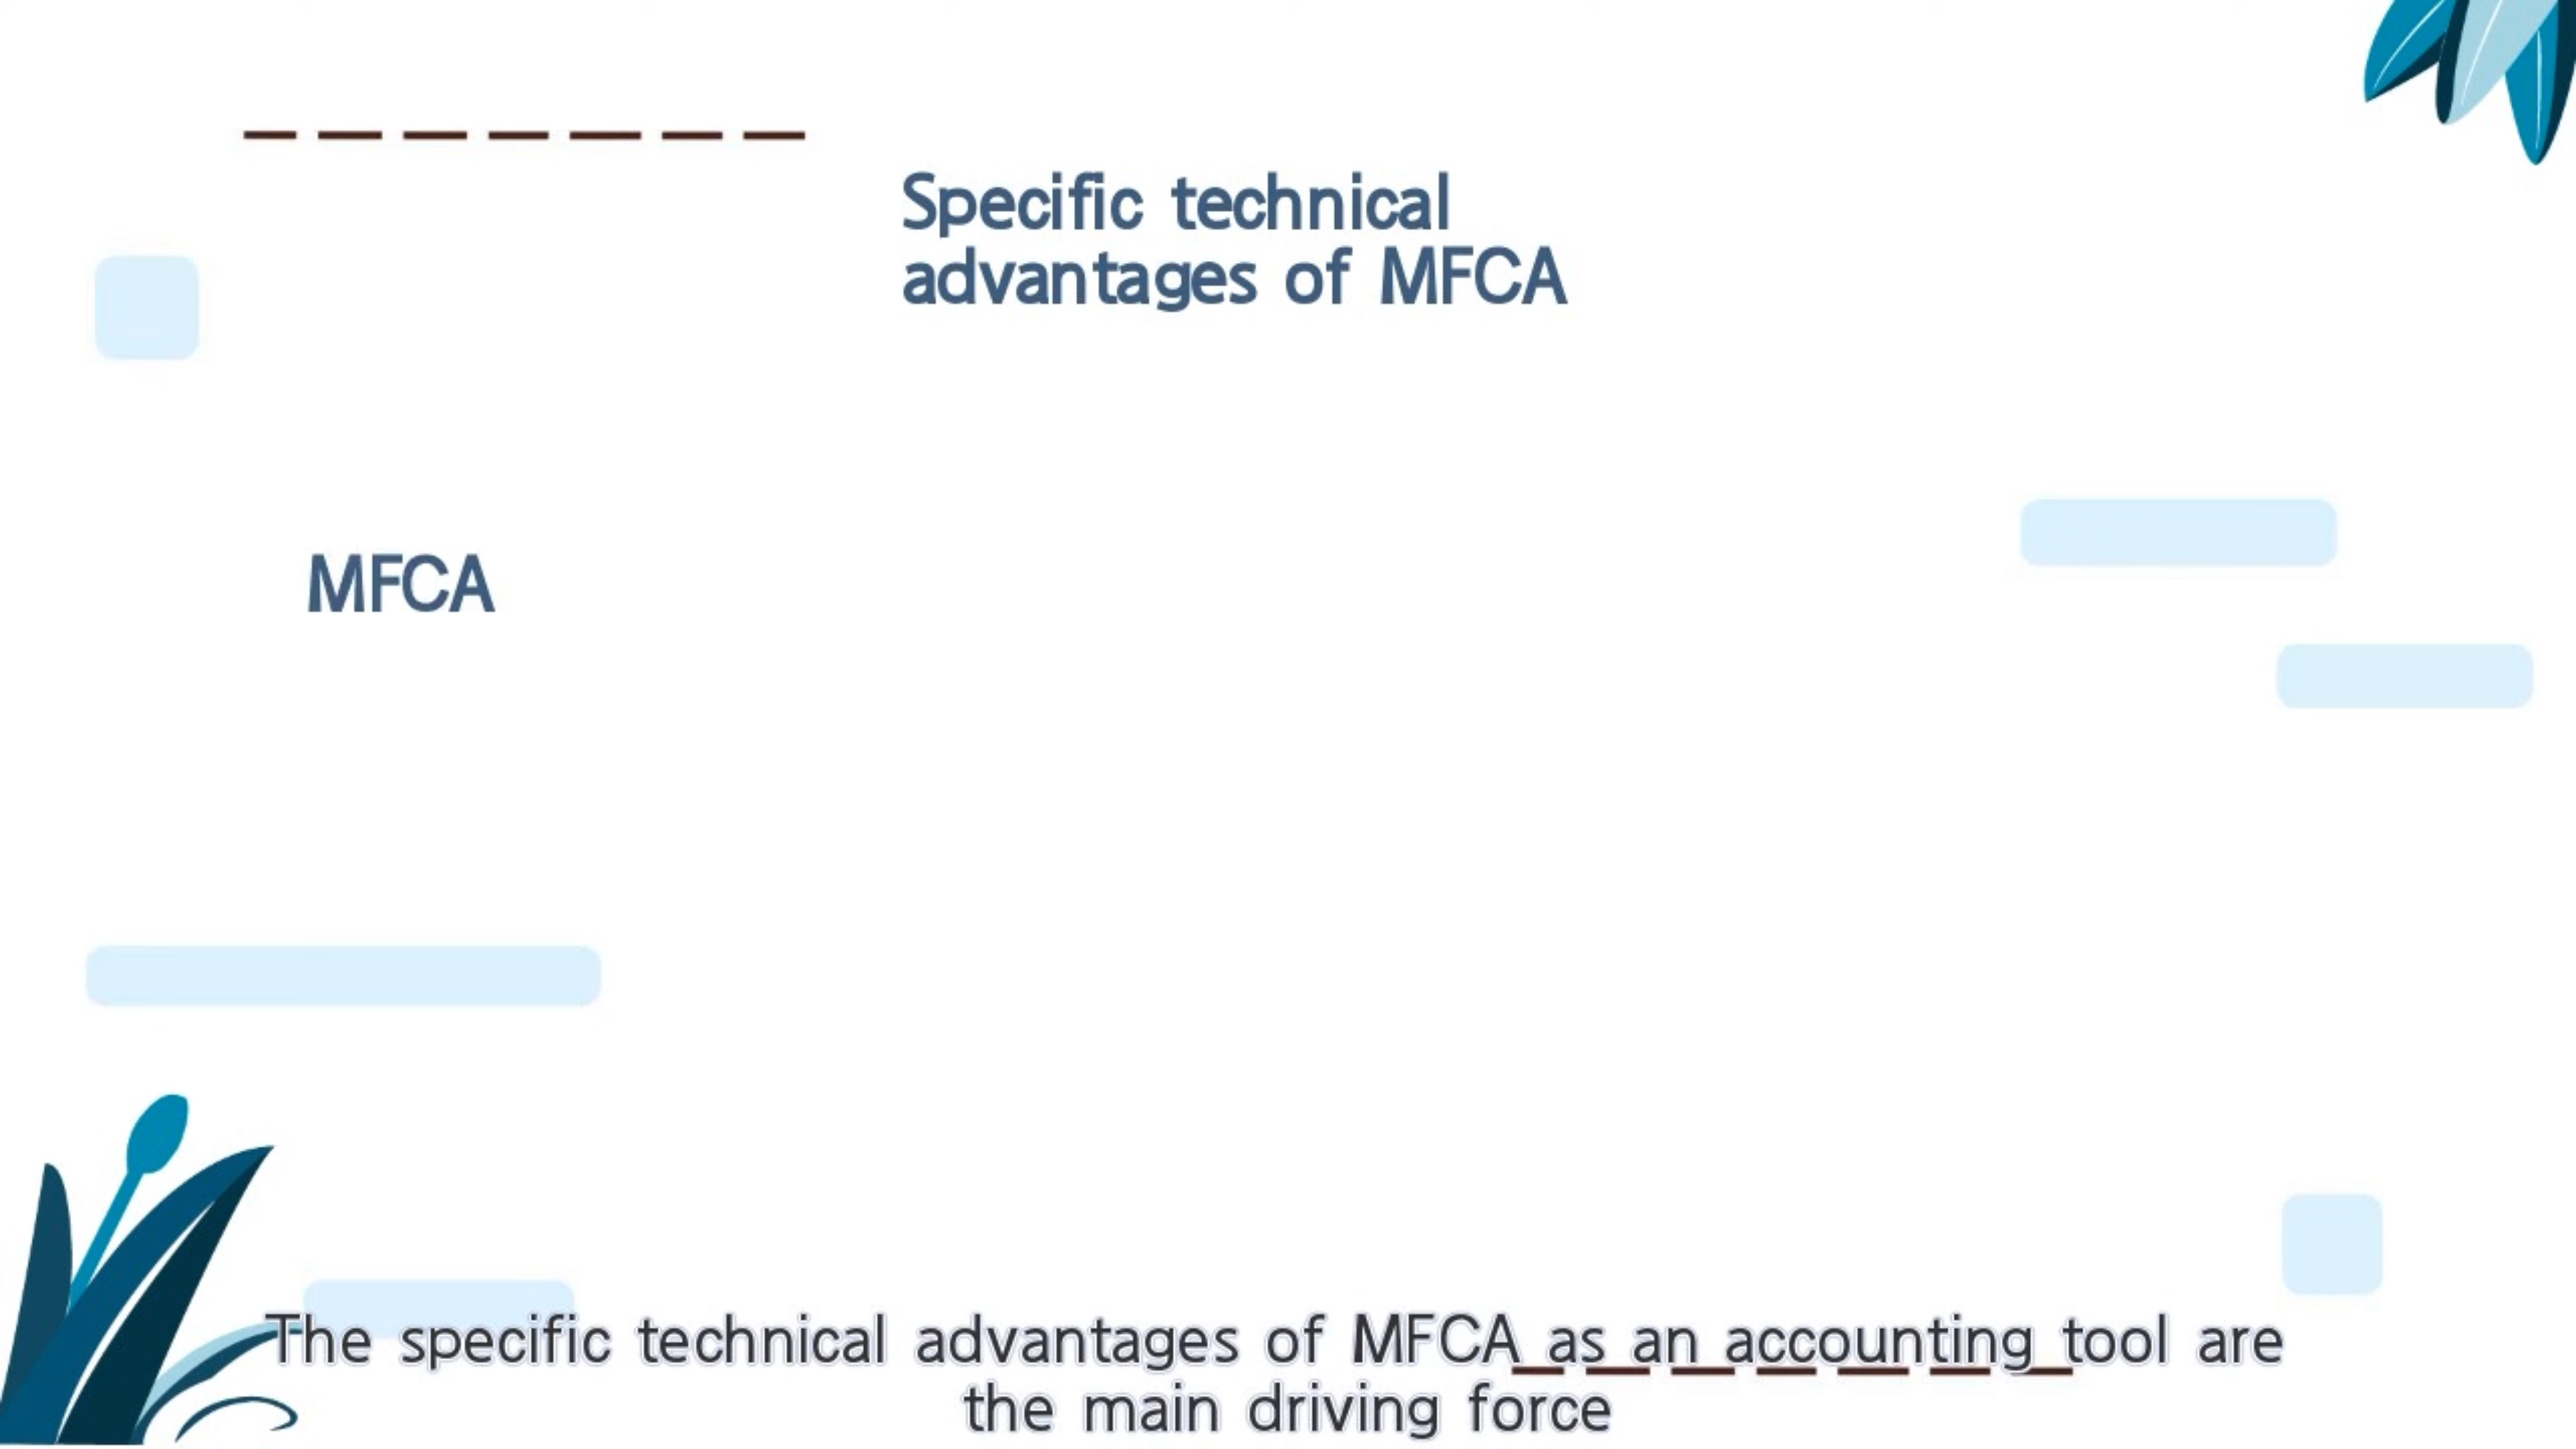 Specific technical
advantages of MFCA
MFCA
The specific technical advantages of MFCA as an accounting tool are
the main driving force